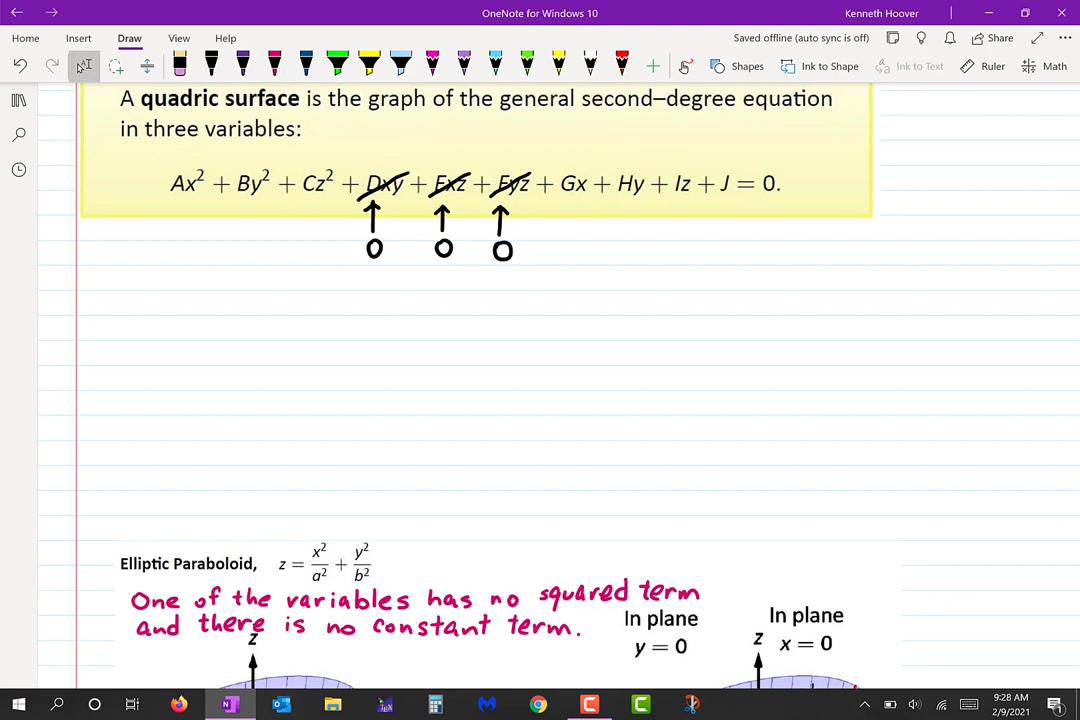 OneNote for Windows 10
Kenneth Hoover
Home Insert Draw View Help
Saved offline (auto sync is off)
Share
Shapes
Ink to Shape
Ink to Text
Ruler
Math
A quadric surface is the graph of the general second–degree equation
in three variables:
Ax² + By² + Cz² + Dxy + Exz + Fyz + Gx + Hy + Iz + J = 0.
0 0 0
Elliptic Paraboloid, z = x²/a² + y²/b²
One of the variables has no squared term
and there is no constant term.
In plane
y = 0
In plane
x = 0
z
z
9:28 AM
2/9/2021